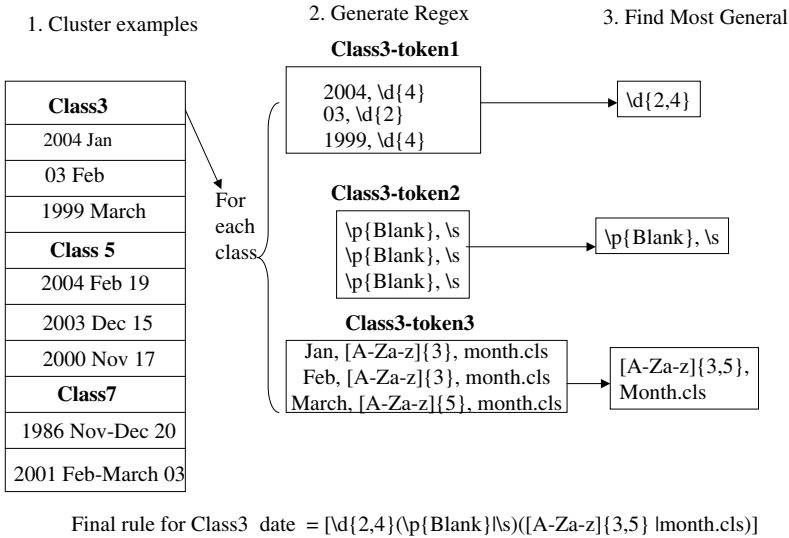 1. Cluster examples
2. Generate Regex
3. Find Most General
Class3
2004 Jan
03 Feb
1999 March
Class 5
2004 Feb 19
2003 Dec 15
2000 Nov 17
Class7
1986 Nov-Dec 20
2001 Feb-March 03
For
each
class
Class3-token1
2004, \d{4}
03, \d{2}
1999, \d{4}
\d{2,4}
Class3-token2
\p{Blank}, \s
\p{Blank}, \s
\p{Blank}, \s
\p{Blank}, \s
Class3-token3
Jan, [A-Za-z]{3}, month.cls
Feb, [A-Za-z]{3}, month.cls
March, [A-Za-z]{5}, month.cls
[A-Za-z]{3,5},
Month.cls
Final rule for Class3 date = [\d{2,4}(\p{Blank}|\s)([A-Za-z]{3,5} |month.cls)]